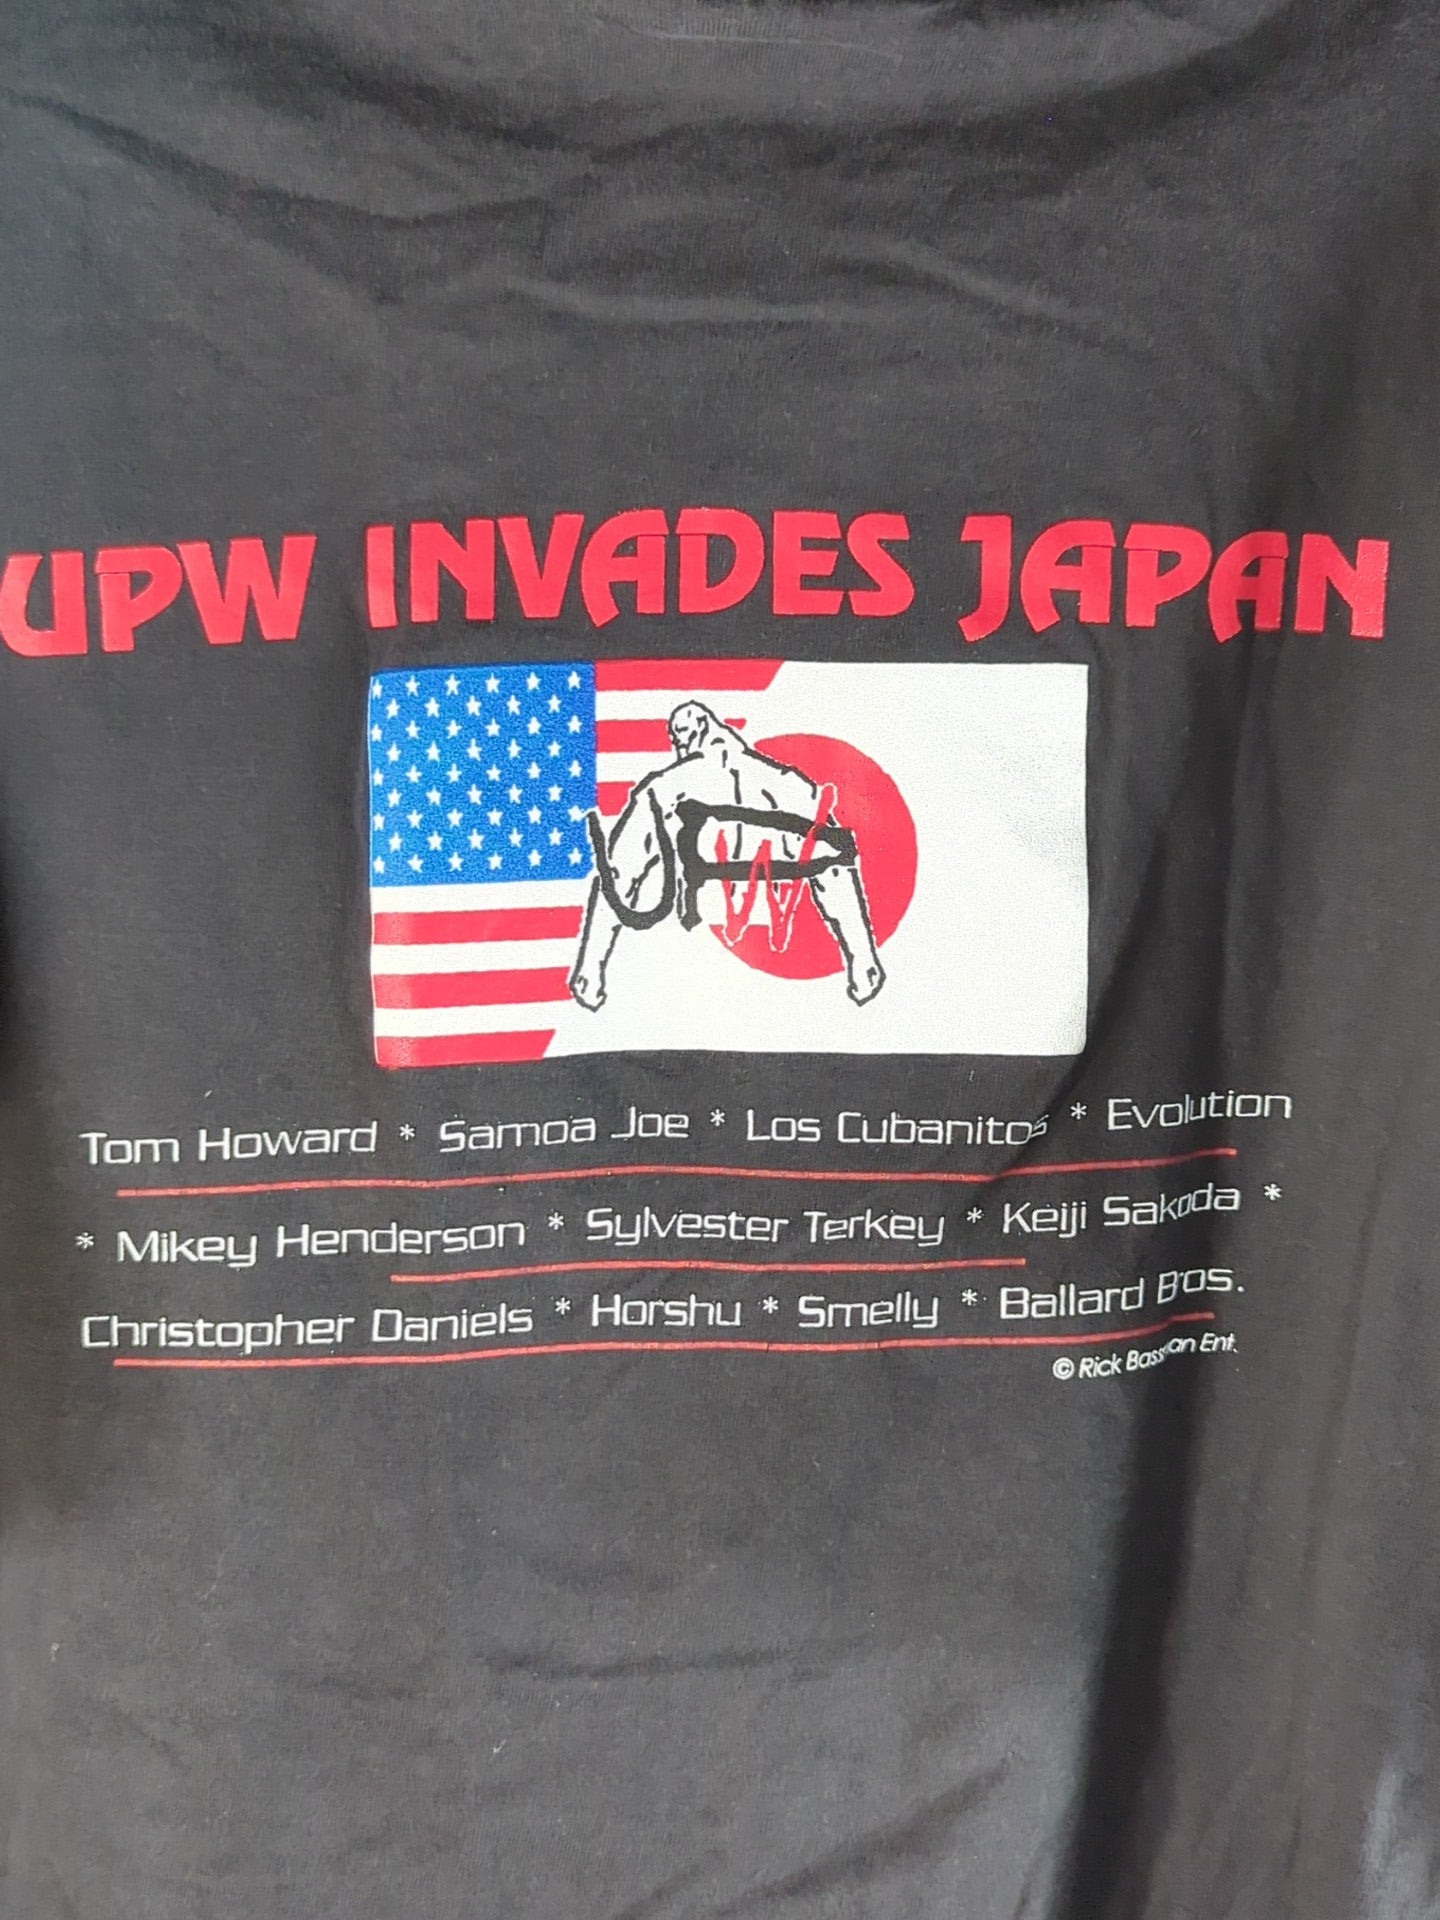 UPW INVADES JAPAN
UPW
Tom Howard * Samoa Joe * Los Cubanitos * Evolution
* Mikey Henderson * Sylvester Terkey * Keiji Sakoda *
Christopher Daniels * Horshu * Smelly * Ballard Bros.
© Rick Bassman Ent.